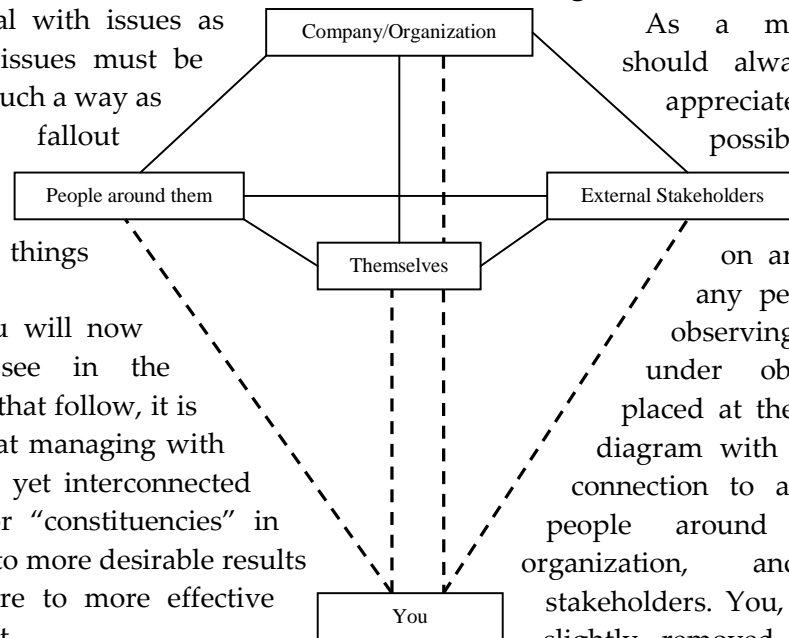 al with issues as
issues must be
uch a way as
fallout
things
u will now
see in the
that follow, it is
at managing with
yet interconnected
or “constituencies” in
to more desirable results
re to more effective
Company/Organization
People around them
External Stakeholders
Themselves
You
As a m
should alwa
appreciate
possib
on an
any pe
observing
under ob
placed at the
diagram with
connection to a
people around
organization, an
stakeholders. You,
slightly removed